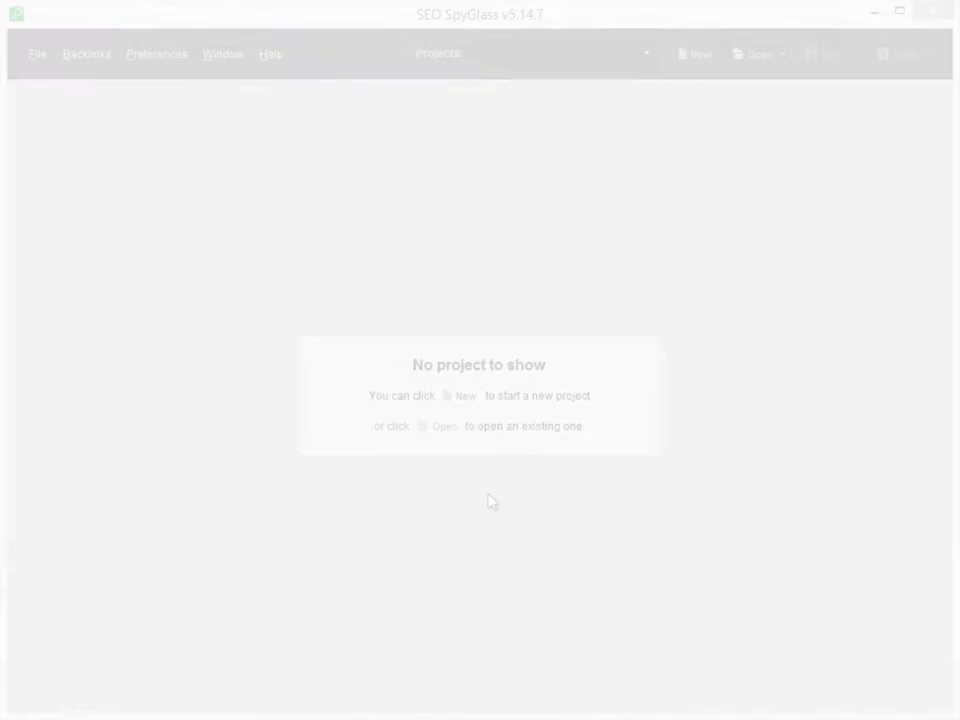 SEO SpyGlass v5.14.7
File Backlinks Preferences Window Help Projects: New Open
No project to show
You can click New to start a new project
or click Open to open an existing one.